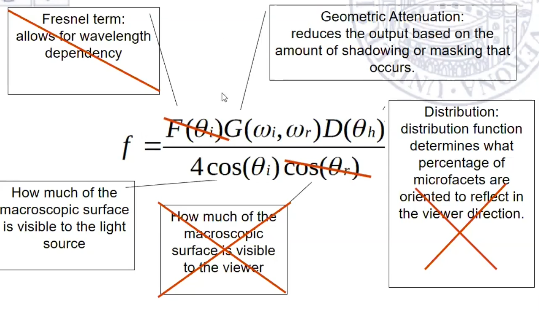 Fresnel term:
allows for wavelength
dependency
Geometric Attenuation:
reduces the output based on the
amount of shadowing or masking that
occurs.
f = F(θi)G(ωi,ωr)D(θh) / 4cos(θi)cos(θr)
Distribution:
distribution function
determines what
percentage of
microfacets are
oriented to reflect in
the viewer direction.
How much of the
macroscopic surface
is visible to the light
source
How much of the
macroscopic
surface is visible
to the viewer